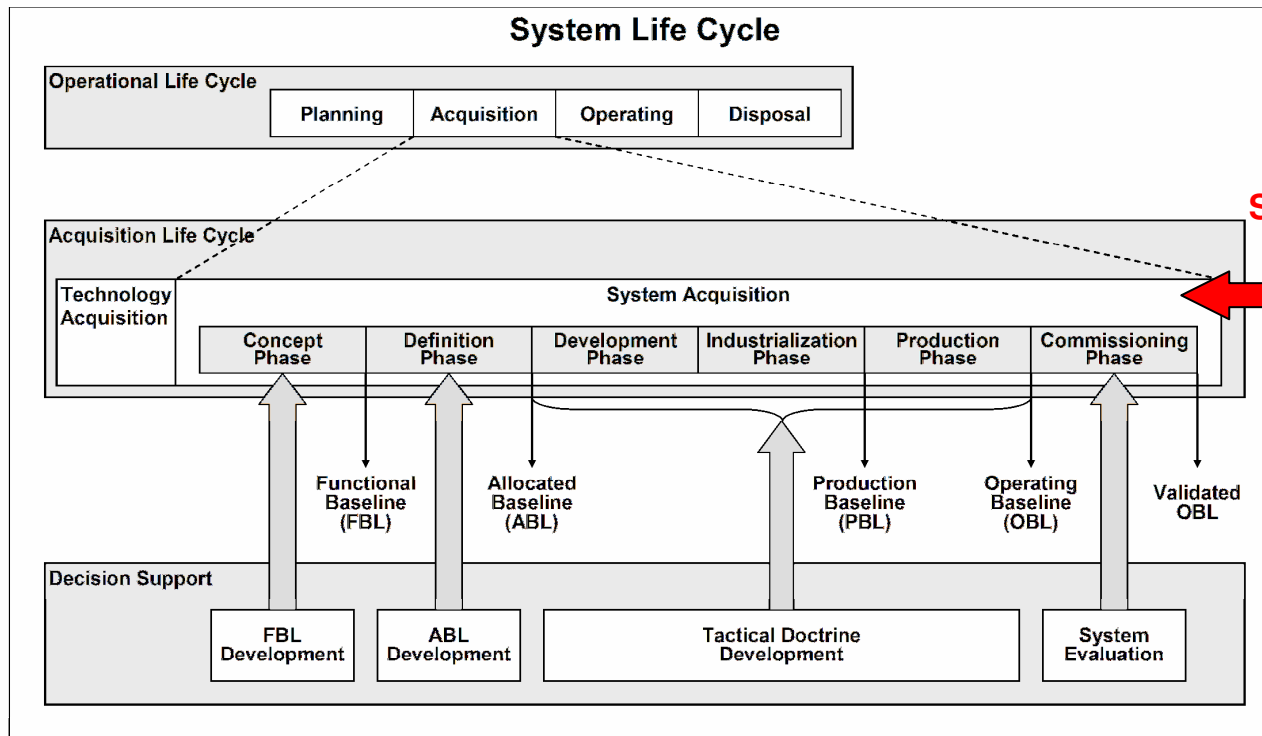 System Life Cycle
Operational Life Cycle
Planning
Acquisition
Operating
Disposal
S
Acquisition Life Cycle
Technology
Acquisition
System Acquisition
Concept
Phase
Definition
Phase
Development
Phase
Industrialization
Phase
Production
Phase
Commissioning
Phase
Functional
Baseline
(FBL)
Allocated
Baseline
(ABL)
Production
Baseline
(PBL)
Operating
Baseline
(OBL)
Validated
OBL
Decision Support
FBL
Development
ABL
Development
Tactical Doctrine
Development
System
Evaluation